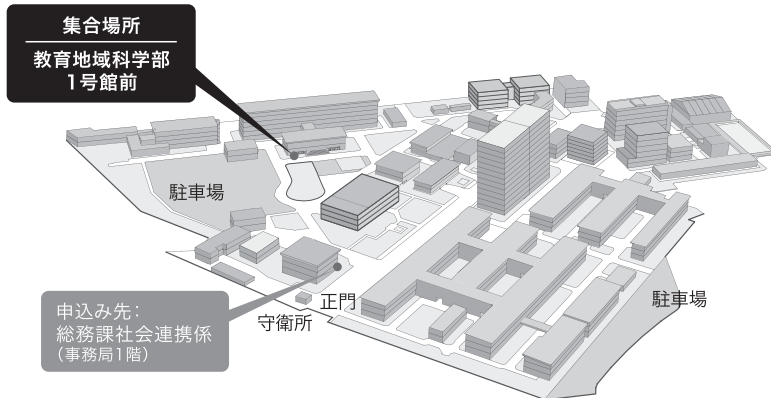 集合場所
教育地域科学部
1号館前
駐車場
申込み先：
総務課社会連携係
（事務局1階）
正門
守衛所
駐車場